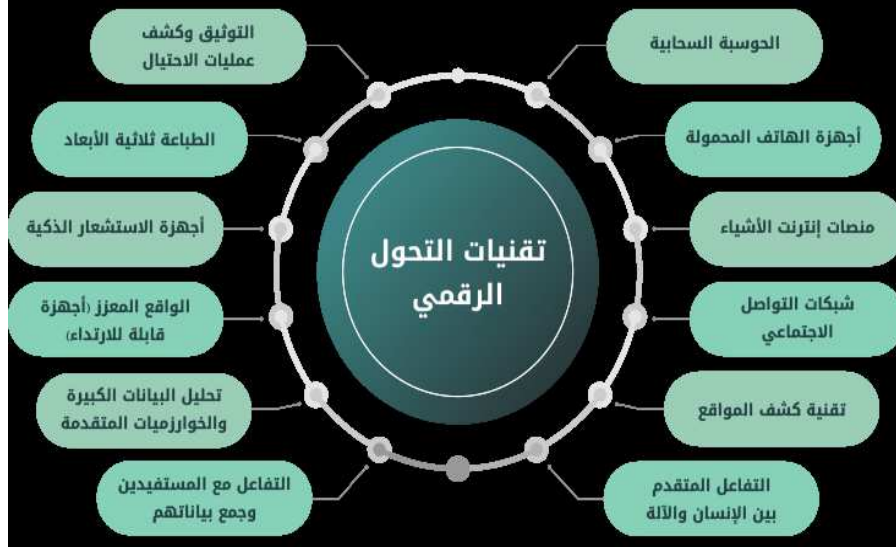 تقنيات التحول
الرقمي
الحوسبة السحابية
أجهزة الهاتف المحمولة
منصات إنترنت الأشياء
شبكات التواصل
الاجتماعي
تقنية كشف المواقع
التفاعل المتقدم
بين الإنسان والآلة
التوثيق وكشف
عمليات الاحتيال
الطباعة ثلاثية الأبعاد
أجهزة الاستشعار الذكية
الواقع المعزز (أجهزة
قابلة للارتداء)
تحليل البيانات الكبيرة
والخوارزميات المتقدمة
التفاعل مع المستفيدين
وجمع بياناتهم